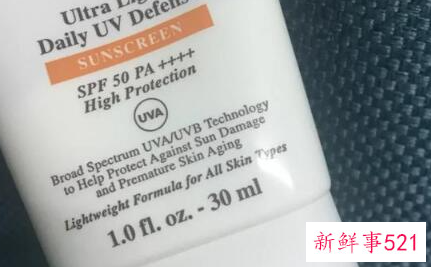 Ultra Lig
Daily UV Defens
SUNSCREEN
SPF 50 PA ++++
High Protection
UVA
Broad Spectrum UVA/UVB Technology
to Help Protect Against Sun Damage
and Premature Skin Aging
Lightweight Formula for All Skin Types
1.0 fl. oz. - 30 ml
新鲜事521